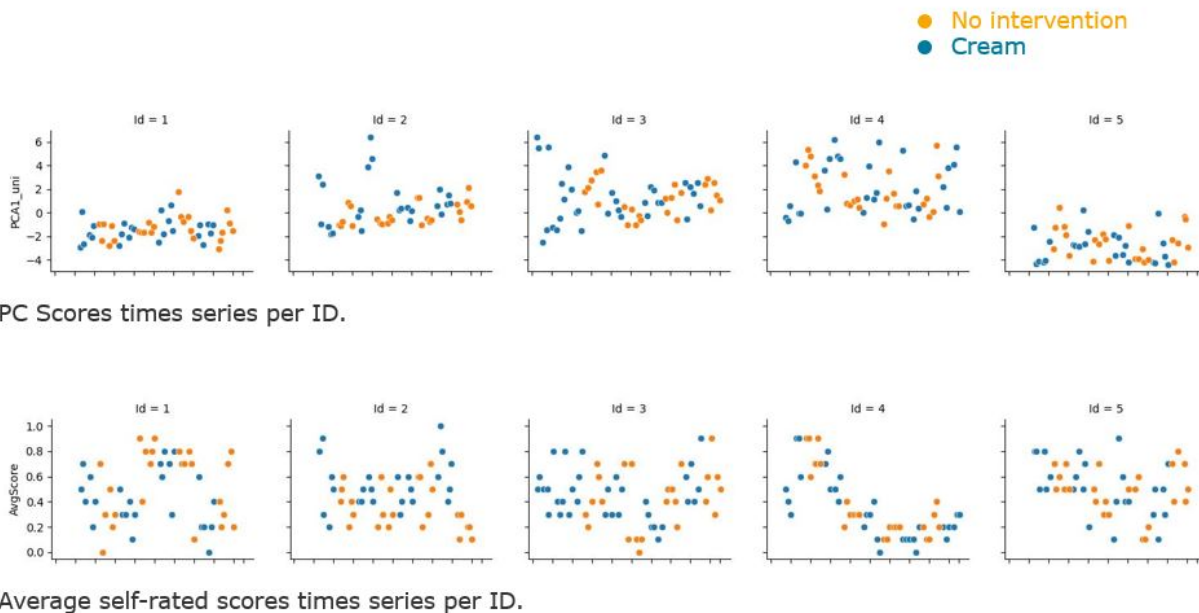 No intervention
Cream
Id = 1
Id = 2
Id = 3
Id = 4
Id = 5
PCA1_uni
6
4
2
0
−2
−4
PC Scores times series per ID.
Id = 1
Id = 2
Id = 3
Id = 4
Id = 5
AvgScore
1.0
0.8
0.6
0.4
0.2
0.0
Average self-rated scores times series per ID.